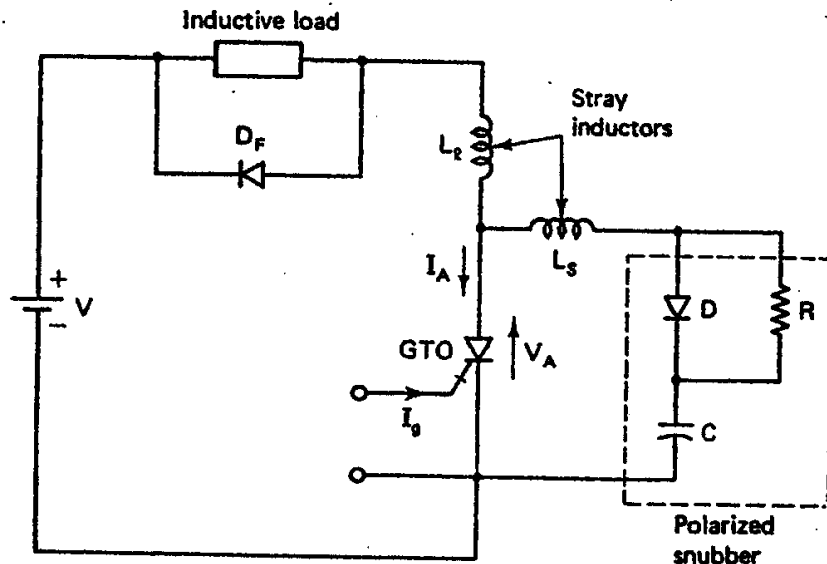 Inductive load
D_F
Stray
inductors
L_ℓ
L_S
I_A
+
V
−
D
R
GTO
V_A
I_g
C
Polarized
snubber